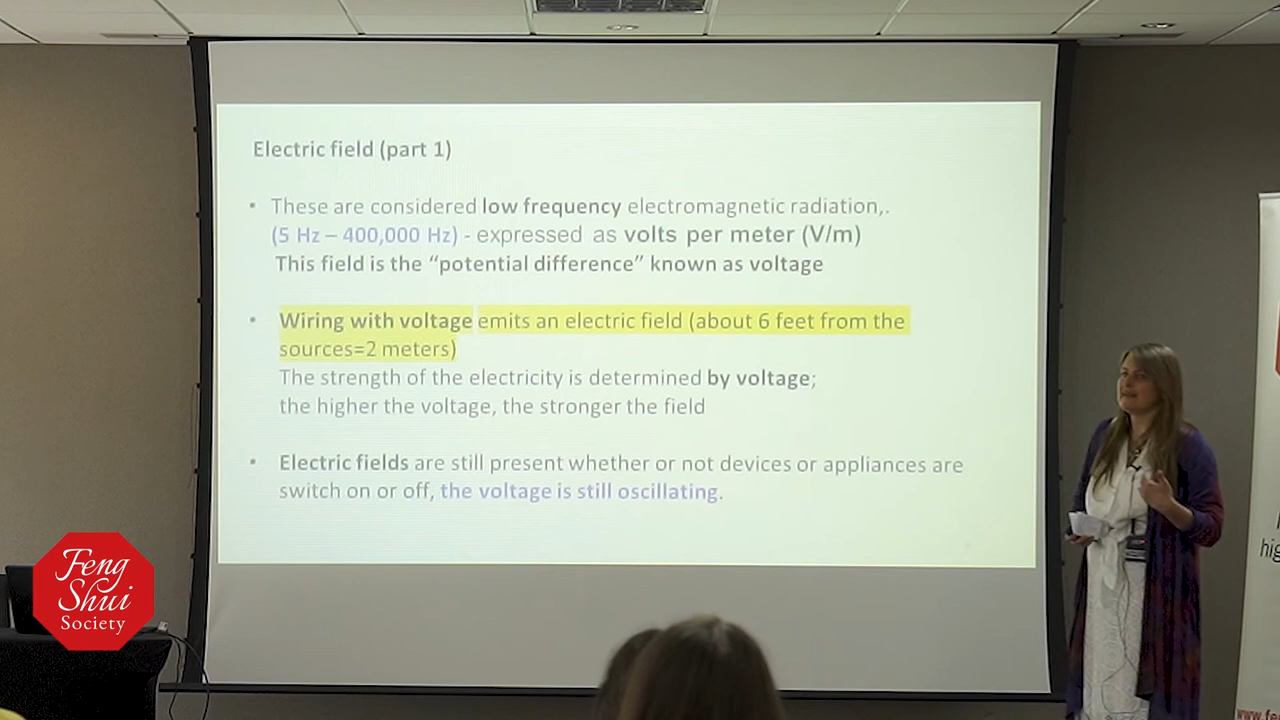 Electric field (part 1)
• These are considered low frequency electromagnetic radiation,.
(5 Hz – 400,000 Hz) - expressed as volts per meter (V/m)
This field is the “potential difference” known as voltage
• Wiring with voltage emits an electric field (about 6 feet from the
sources=2 meters)
The strength of the electricity is determined by voltage;
the higher the voltage, the stronger the field
• Electric fields are still present whether or not devices or appliances are
switch on or off, the voltage is still oscillating.
Feng
Shui
Society